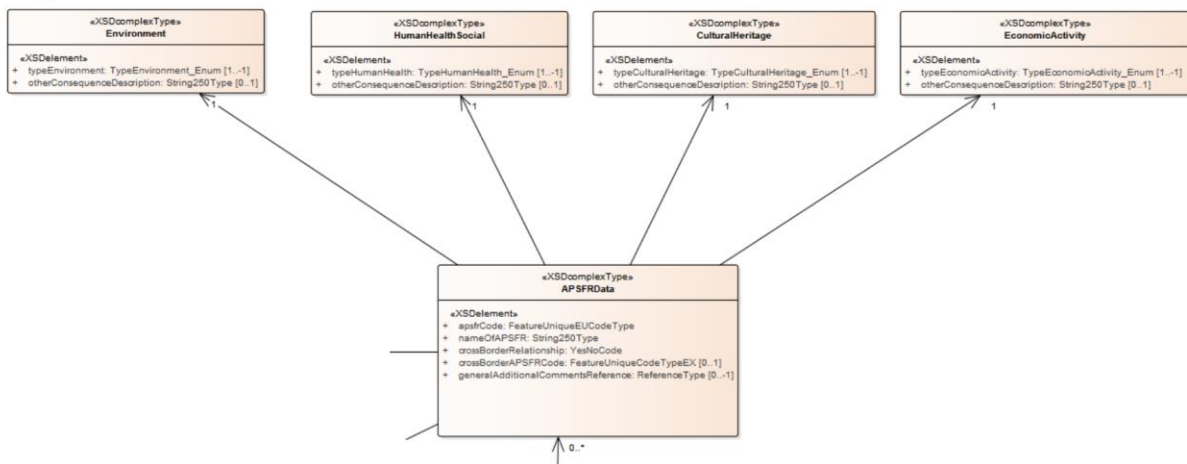 «XSDcomplexType»
Environment
«XSDelement»
+ typeEnvironment: TypeEnvironment_Enum [1..-1]
+ otherConsequenceDescription: String250Type [0..1]
«XSDcomplexType»
HumanHealthSocial
«XSDelement»
+ typeHumanHealth: TypeHumanHealth_Enum [1..-1]
+ otherConsequenceDescription: String250Type [0..1]
«XSDcomplexType»
CulturalHeritage
«XSDelement»
+ typeCulturalHeritage: TypeCulturalHeritage_Enum [1..-1]
+ otherConsequenceDescription: String250Type [0..1]
«XSDcomplexType»
EconomicActivity
«XSDelement»
+ typeEconomicActivity: TypeEconomicActivity_Enum [1..-1]
+ otherConsequenceDescription: String250Type [0..1]
1
1
1
1
«XSDcomplexType»
APSFRData
«XSDelement»
+ apsfrCode: FeatureUniqueEUCodeType
+ nameOfAPSFR: String250Type
+ crossBorderRelationship: YesNoCode
+ crossBorderAPSFRCode: FeatureUniqueCodeTypeEX [0..1]
+ generalAdditionalCommentsReference: ReferenceType [0..-1]
0..*